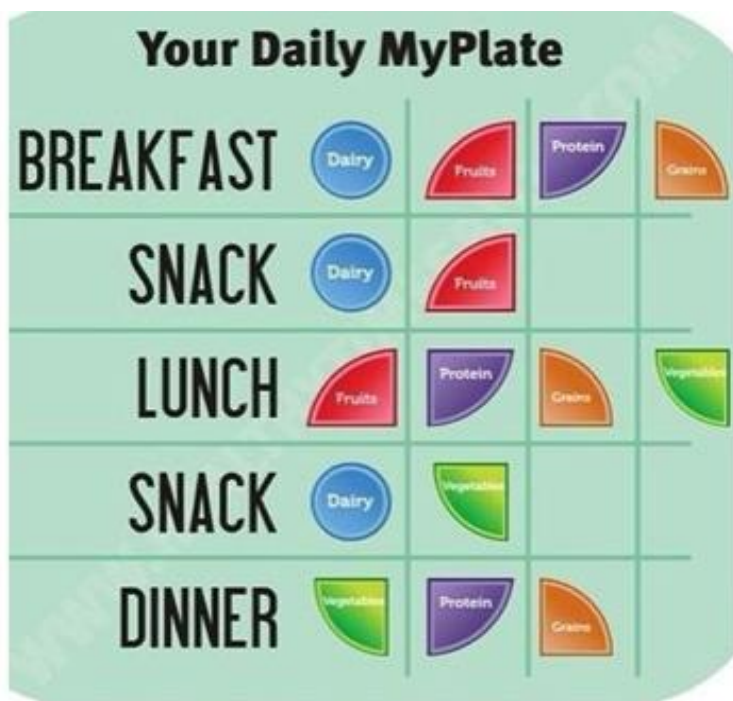 Your Daily MyPlate
BREAKFAST Dairy Fruits Protein Grains
SNACK Dairy Fruits
LUNCH Fruits Protein Grains Vegetables
SNACK Dairy Vegetables
DINNER Vegetables Protein Grains